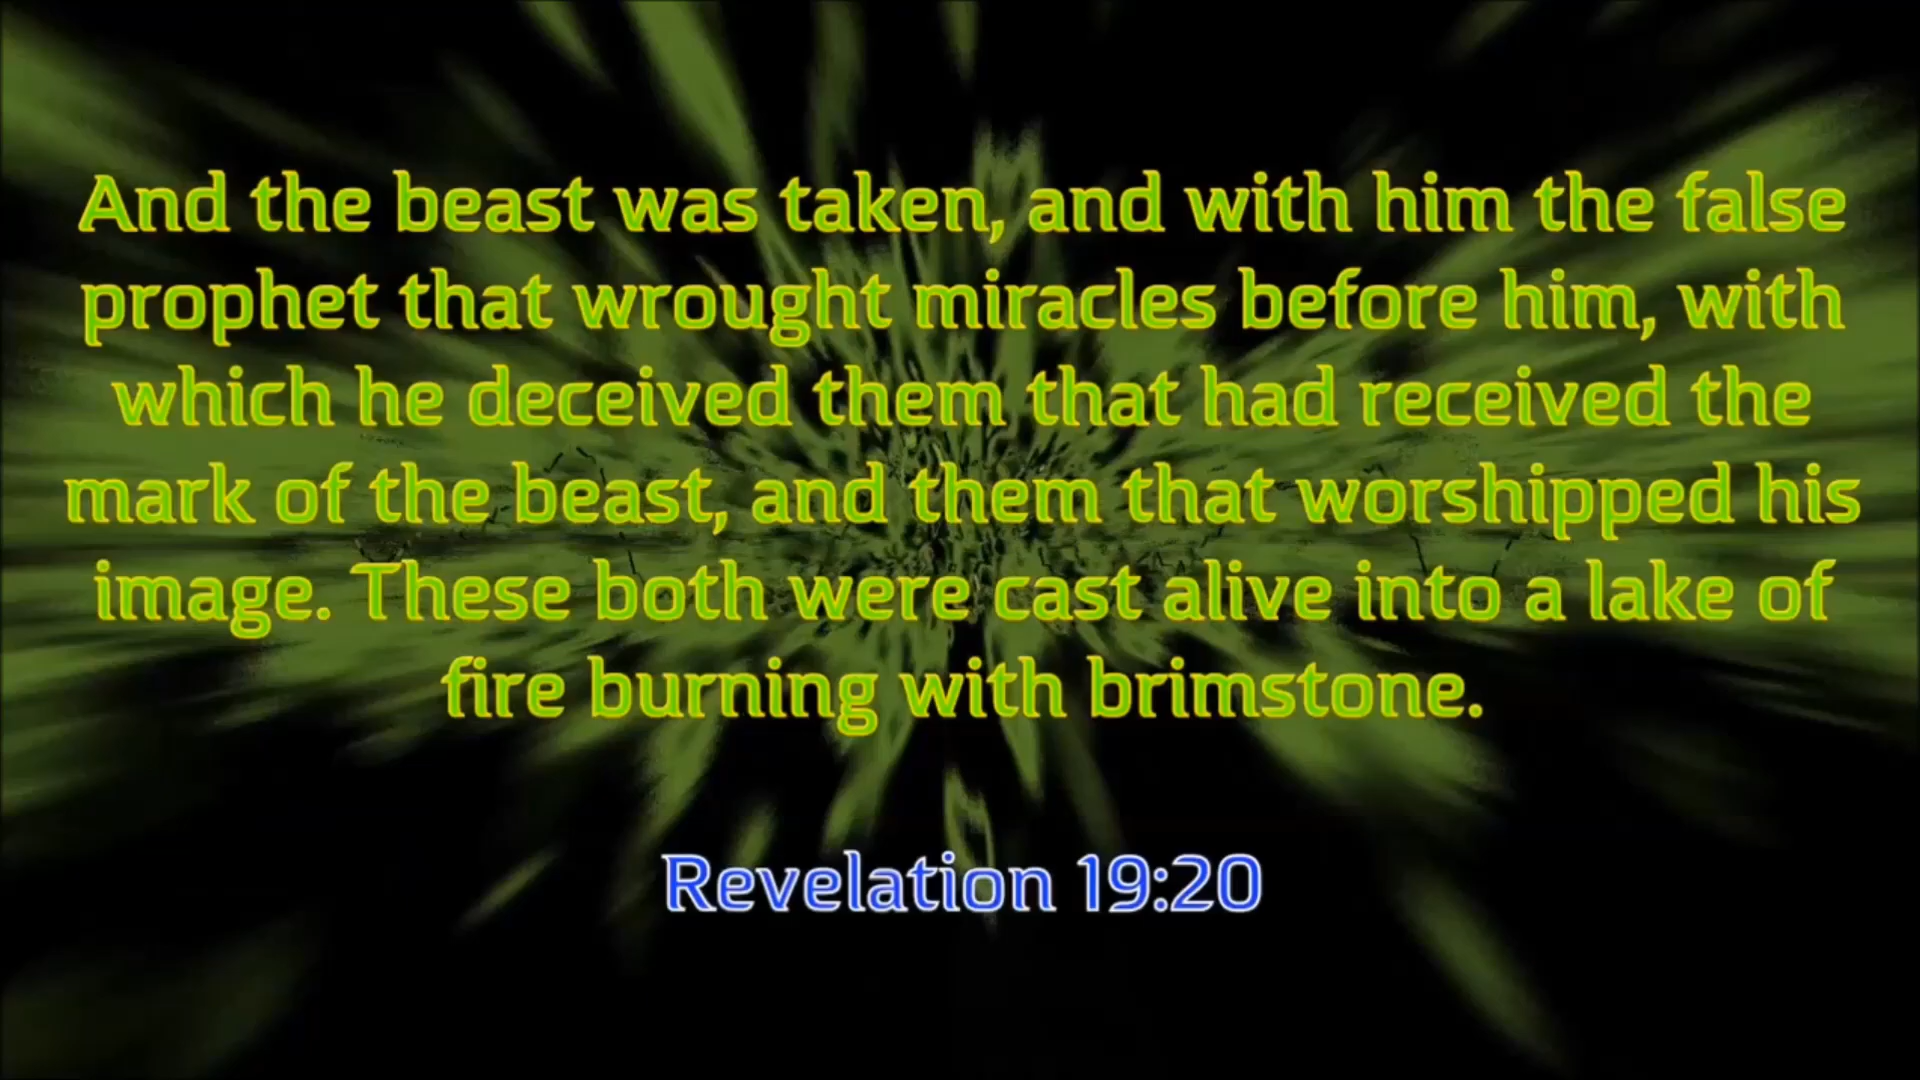 And the beast was taken, and with him the false
prophet that wrought miracles before him, with
which he deceived them that had received the
mark of the beast, and them that worshipped his
image. These both were cast alive into a lake of
fire burning with brimstone.
Revelation 19:20